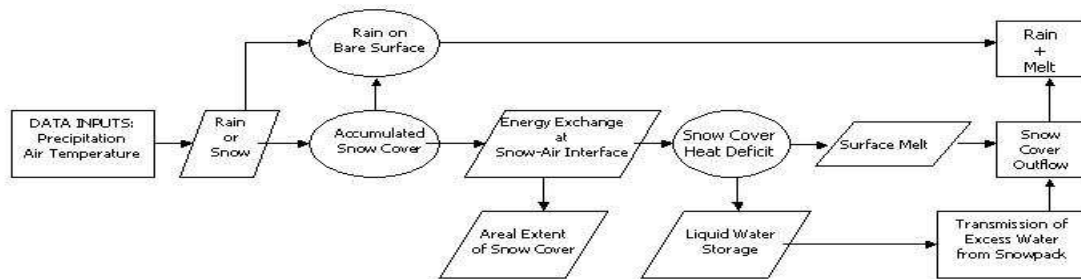 Rain on
Bare Surface
Rain
+
Melt
DATA INPUTS:
Precipitation
Air Temperature
Rain
or
Snow
Accumulated
Snow Cover
Energy Exchange
at
Snow-Air Interface
Snow Cover
Heat Deficit
Surface Melt
Snow
Cover
Outflow
Areal Extent
of Snow Cover
Liquid Water
Storage
Transmission of
Excess Water
from Snowpack